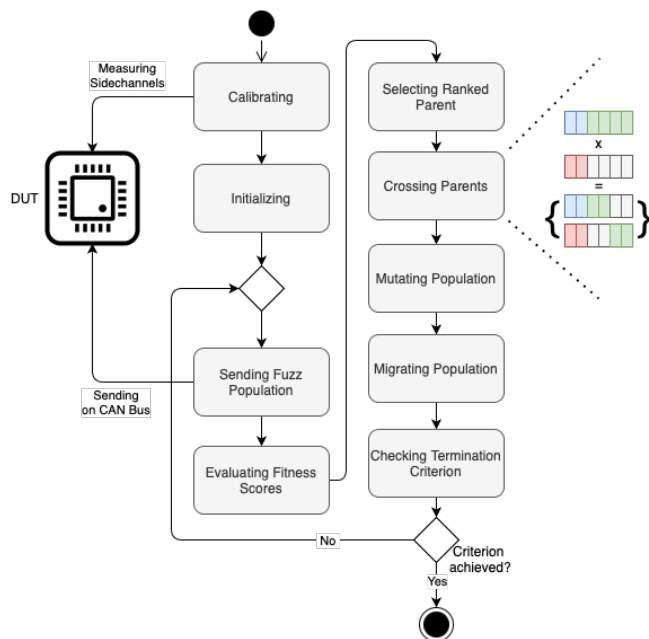 Measuring
Sidechannels
Calibrating
DUT
Initializing
Sending Fuzz
Population
Sending
on CAN Bus
Evaluating Fitness
Scores
Selecting Ranked
Parent
Crossing Parents
x
=
{ }
Mutating Population
Migrating Population
Checking Termination
Criterion
No
Criterion
achieved?
Yes